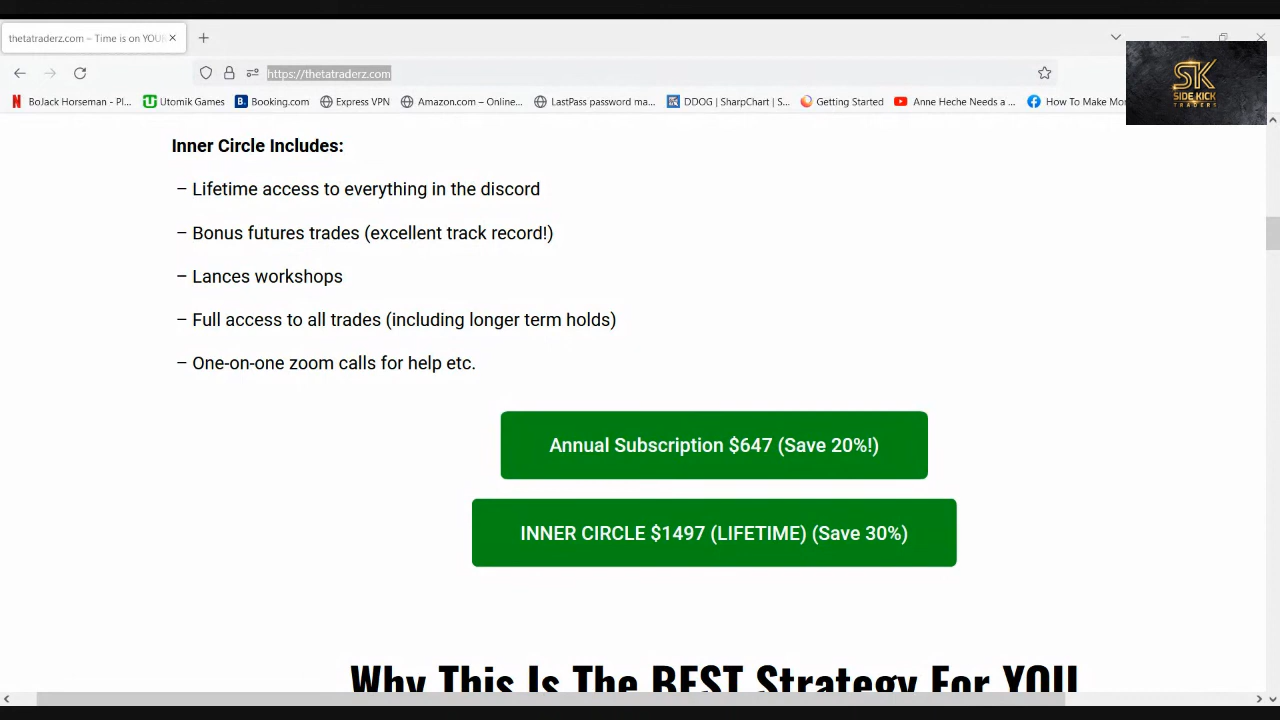 thetatraderz.com – Time is on YOU
https://thetatraderz.com
BoJack Horseman - Pl...
Utomik Games
Booking.com
Express VPN
Amazon.com – Online...
LastPass password ma...
DDOG | SharpChart | S...
Getting Started
Anne Heche Needs a ...
How To Make Mor
SK
SIDE KICK
TRADERS
Inner Circle Includes:
– Lifetime access to everything in the discord
– Bonus futures trades (excellent track record!)
– Lances workshops
– Full access to all trades (including longer term holds)
– One-on-one zoom calls for help etc.
Annual Subscription $647 (Save 20%!)
INNER CIRCLE $1497 (LIFETIME) (Save 30%)
Why This Is The BEST Strategy For YOU